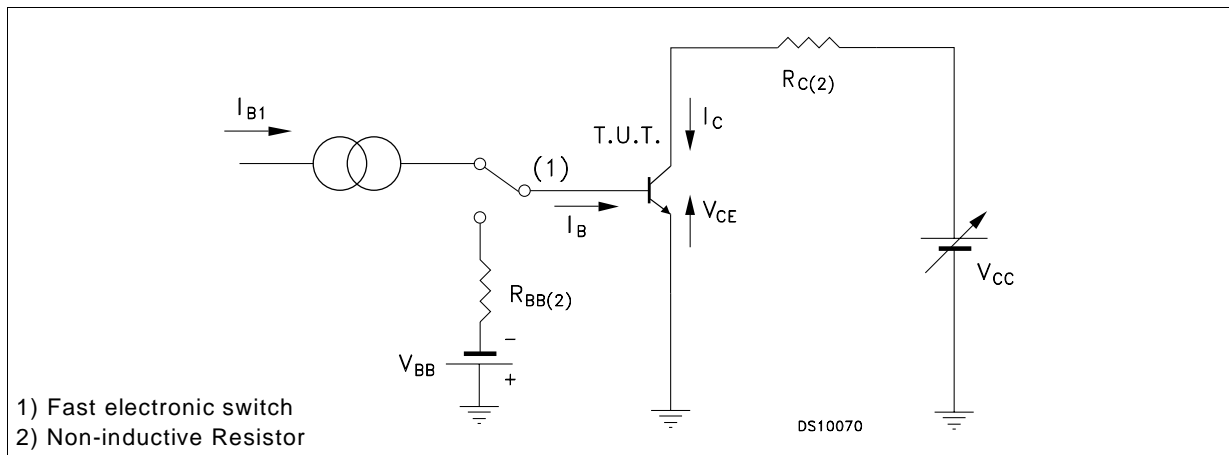 R_C(2)
I_B1
I_C
T.U.T.
(1)
I_B
V_CE
V_CC
R_BB(2)
-
V_BB
+
1) Fast electronic switch
2) Non-inductive Resistor
DS10070